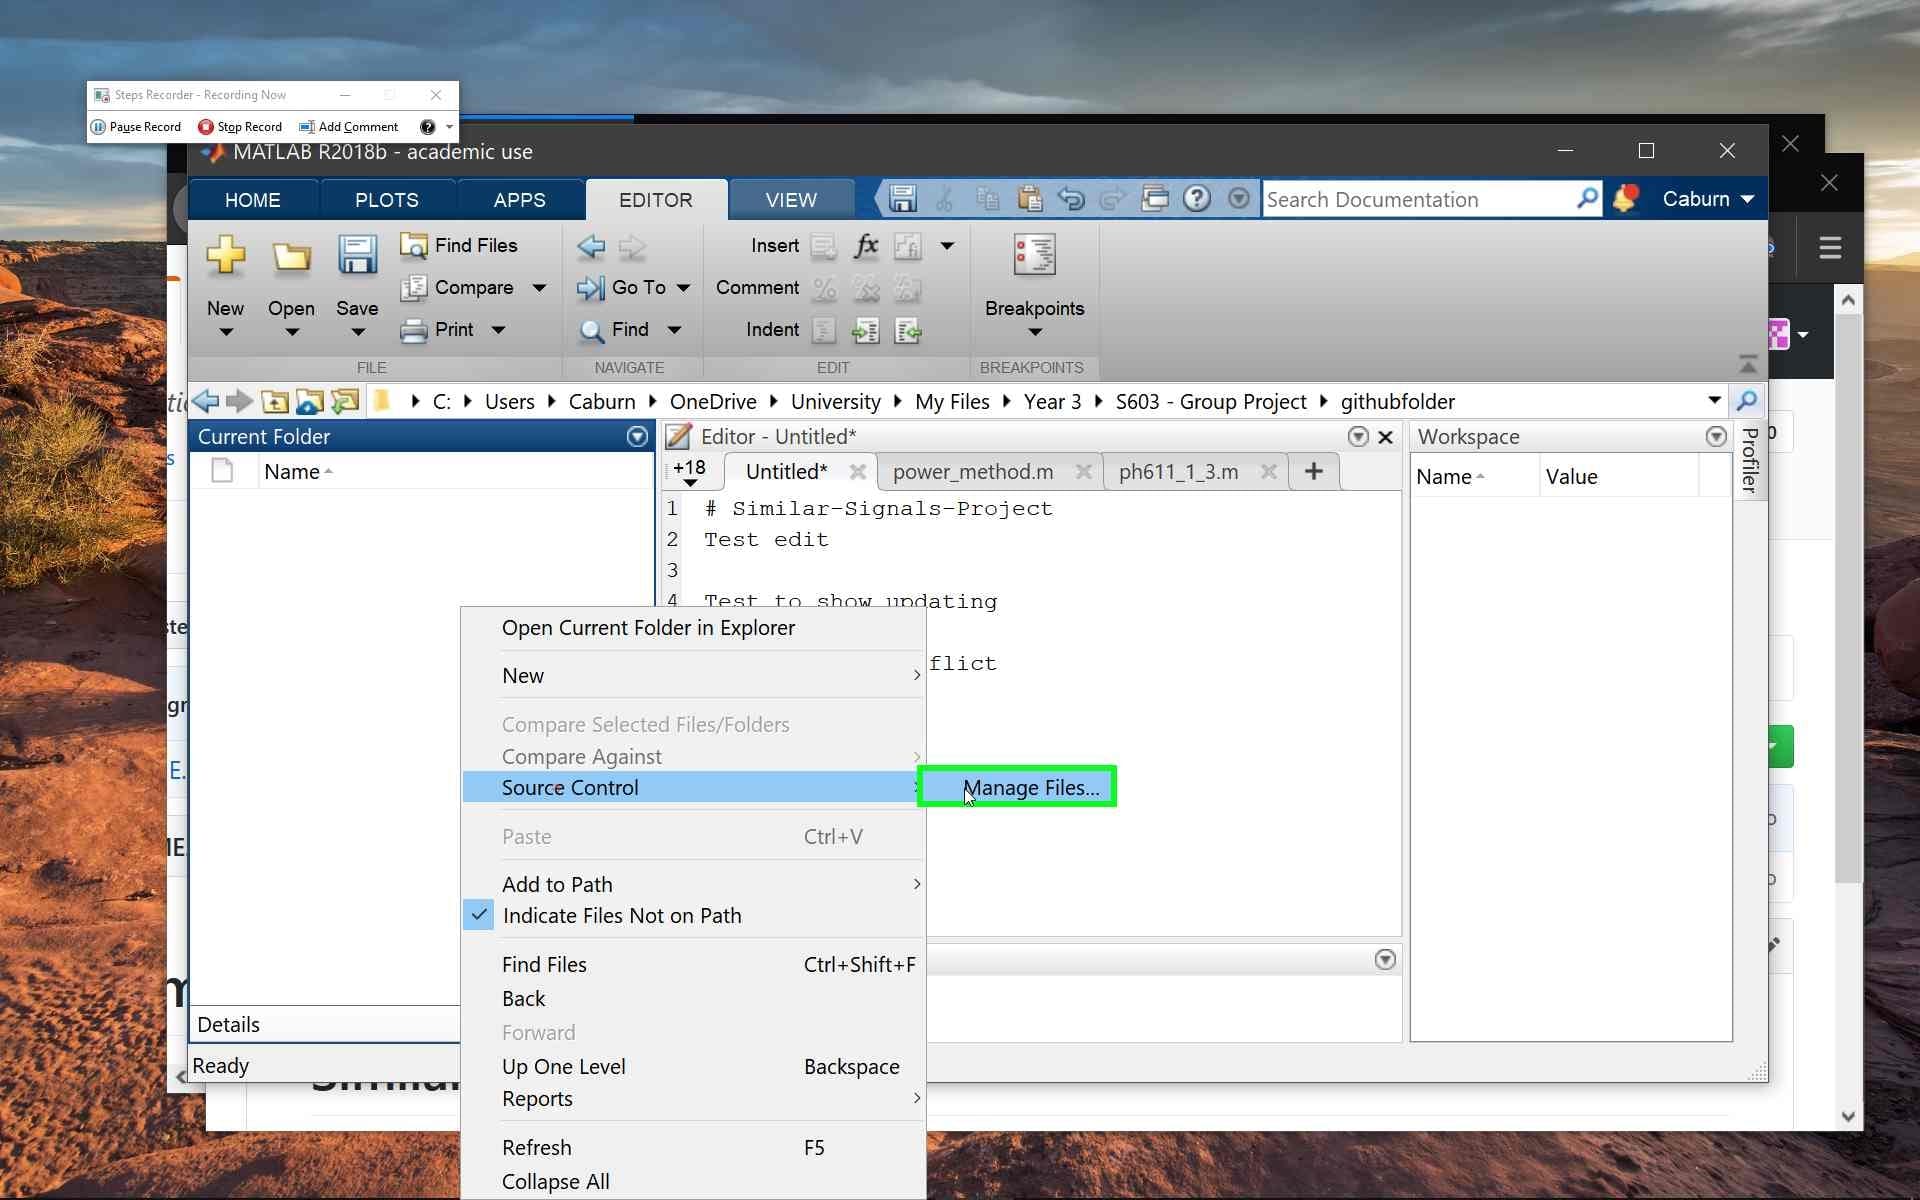 Steps Recorder - Recording Now
Pause Record Stop Record Add Comment
MATLAB R2018b - academic use
HOME PLOTS APPS EDITOR VIEW Search Documentation Caburn
New Open Save
Find Files
Compare
Print
FILE
Go To
Find
NAVIGATE
Insert
Comment
Indent
EDIT
Breakpoints
BREAKPOINTS
C: Users Caburn OneDrive University My Files Year 3 S603 - Group Project githubfolder
Current Folder
Name
Editor - Untitled*
+18 Untitled* power_method.m ph611_1_3.m
1 # Similar-Signals-Project
2 Test edit
3
4 Test to show updating
flict
Workspace
Name Value
Profiler
Open Current Folder in Explorer
New
Compare Selected Files/Folders
Compare Against
Source Control
Manage Files...
Paste Ctrl+V
Add to Path
Indicate Files Not on Path
Find Files Ctrl+Shift+F
Back
Forward
Up One Level Backspace
Reports
Refresh F5
Collapse All
Details
Ready